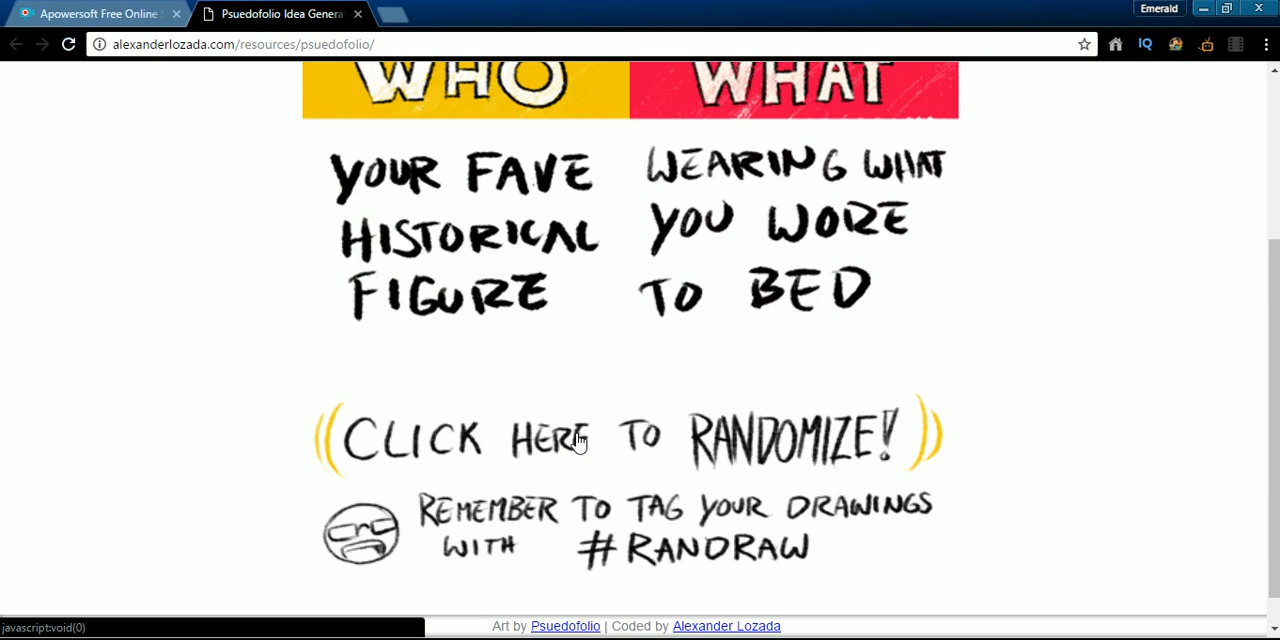 Apowersoft Free Online S
Psuedofolio Idea Genera
Emerald
alexanderlozada.com/resources/psuedofolio/
IQ
WHO WHAT
YOUR FAVE
HISTORICAL
FIGURE
WEARING WHAT
YOU WORE
TO BED
((CLICK HERE TO RANDOMIZE!))
REMEMBER TO TAG YOUR DRAWINGS
WITH #RANDRAW
javascript:void(0)
Art by Psuedofolio | Coded by Alexander Lozada